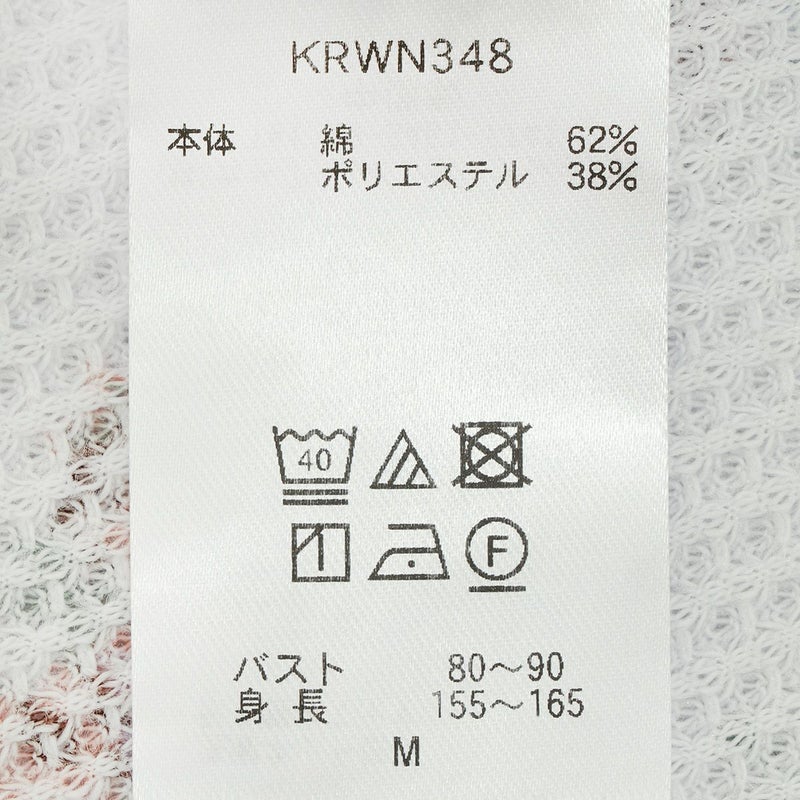 KRWN348
本体 綿 62%
ポリエステル 38%
40
F
バスト 80～90
身長 155～165
M